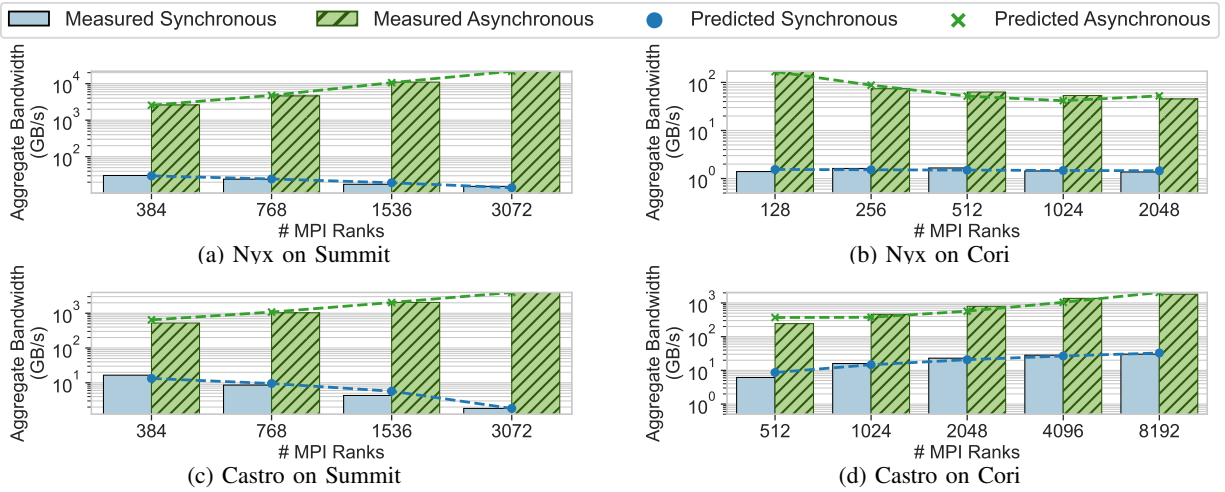 Measured Synchronous Measured Asynchronous Predicted Synchronous Predicted Asynchronous
Aggregate Bandwidth
(GB/s)
10^4
10^3
10^2
384 768 1536 3072
# MPI Ranks
(a) Nyx on Summit
Aggregate Bandwidth
(GB/s)
10^2
10^1
10^0
128 256 512 1024 2048
# MPI Ranks
(b) Nyx on Cori
Aggregate Bandwidth
(GB/s)
10^3
10^2
10^1
384 768 1536 3072
# MPI Ranks
(c) Castro on Summit
Aggregate Bandwidth
(GB/s)
10^3
10^2
10^1
10^0
512 1024 2048 4096 8192
# MPI Ranks
(d) Castro on Cori